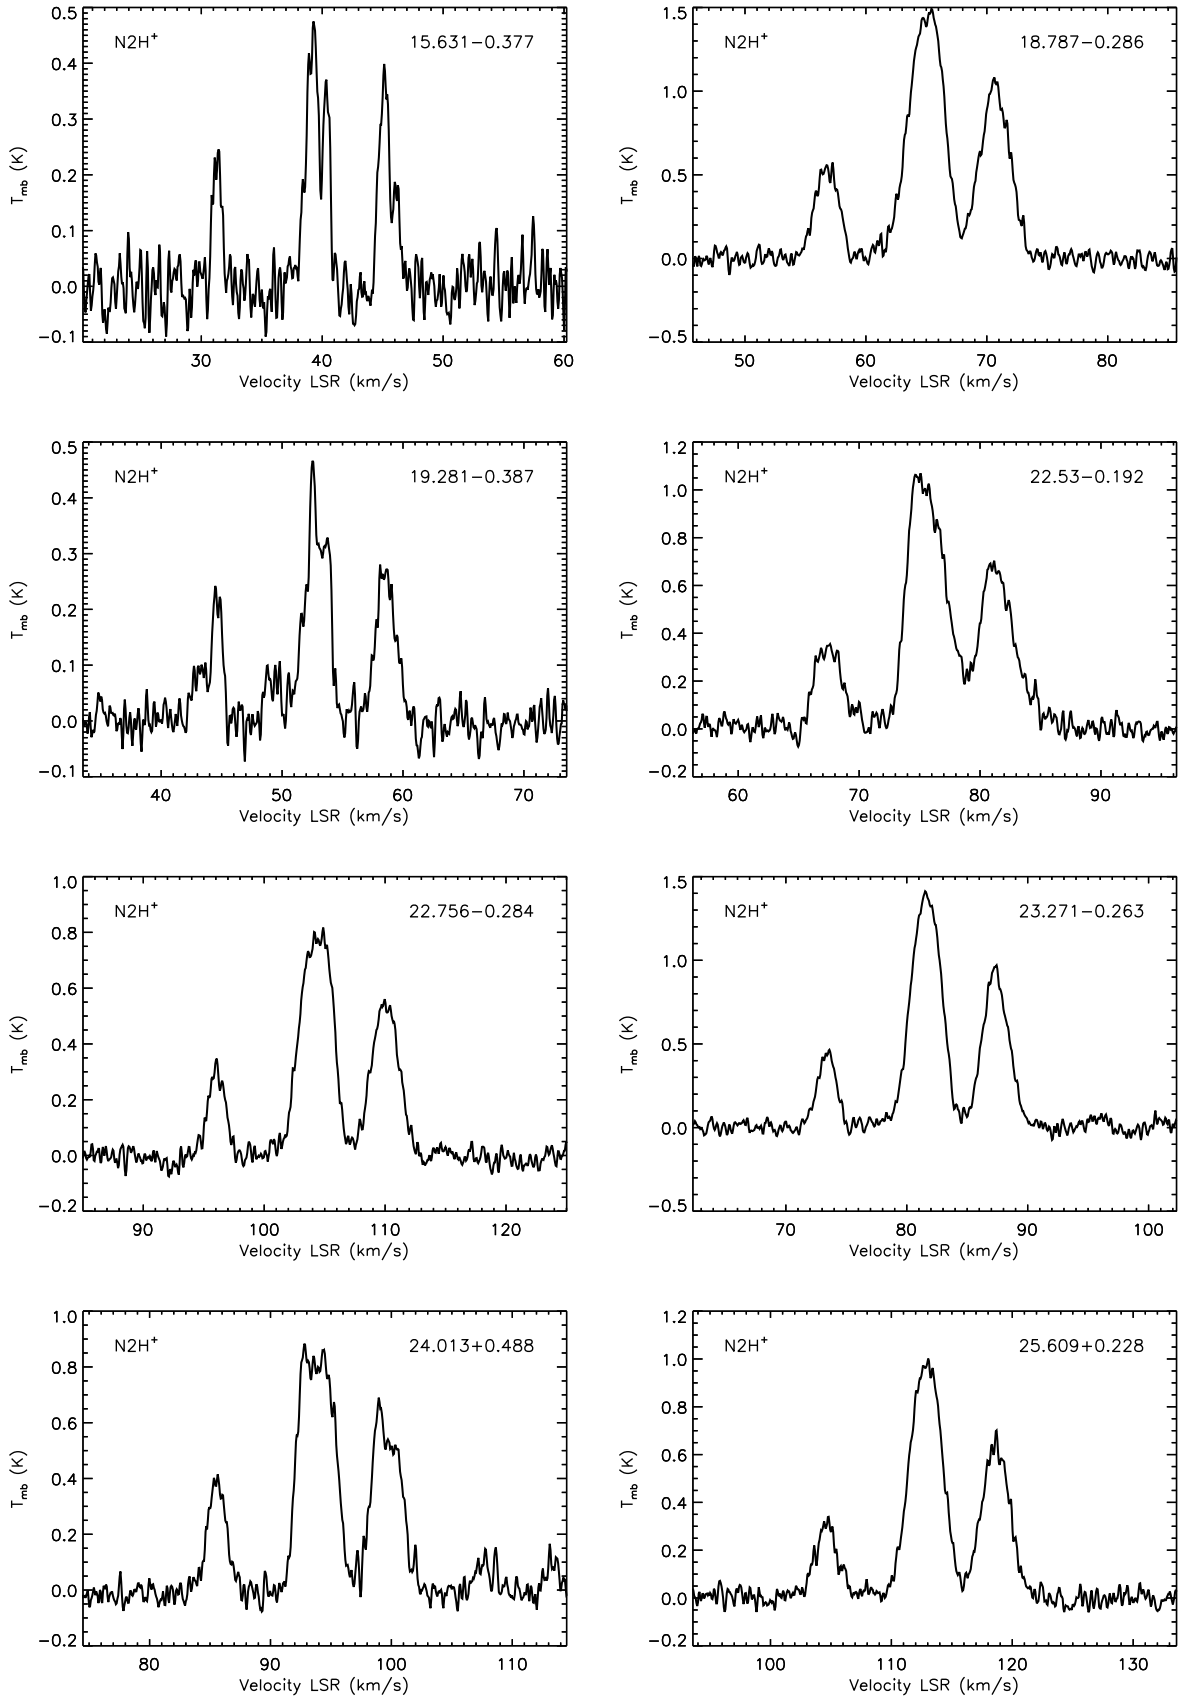 N2H⁺ 15.631−0.377
0.5
0.4
0.3
0.2
0.1
0.0
−0.1
T_mb (K)
30 40 50 60
Velocity LSR (km/s)
N2H⁺ 18.787−0.286
1.5
1.0
0.5
0.0
−0.5
T_mb (K)
50 60 70 80
Velocity LSR (km/s)
N2H⁺ 19.281−0.387
0.5
0.4
0.3
0.2
0.1
0.0
−0.1
T_mb (K)
40 50 60 70
Velocity LSR (km/s)
N2H⁺ 22.53−0.192
1.2
1.0
0.8
0.6
0.4
0.2
0.0
−0.2
T_mb (K)
60 70 80 90
Velocity LSR (km/s)
N2H⁺ 22.756−0.284
1.0
0.8
0.6
0.4
0.2
0.0
−0.2
T_mb (K)
90 100 110 120
Velocity LSR (km/s)
N2H⁺ 23.271−0.263
1.5
1.0
0.5
0.0
−0.5
T_mb (K)
70 80 90 100
Velocity LSR (km/s)
N2H⁺ 24.013+0.488
1.0
0.8
0.6
0.4
0.2
0.0
−0.2
T_mb (K)
80 90 100 110
Velocity LSR (km/s)
N2H⁺ 25.609+0.228
1.2
1.0
0.8
0.6
0.4
0.2
0.0
−0.2
T_mb (K)
100 110 120 130
Velocity LSR (km/s)